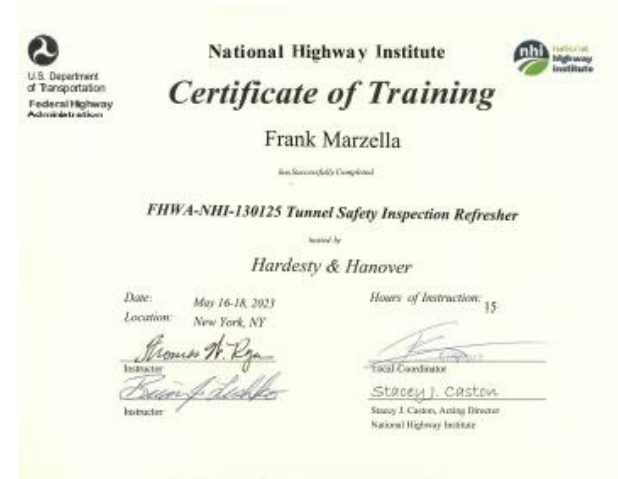 U.S. Department
of Transportation
Federal Highway
Administration
National Highway Institute
nhi national
highway
institute
Certificate of Training
Frank Marzella
has Successfully Completed
FHWA-NHI-130125 Tunnel Safety Inspection Refresher
hosted by
Hardesty & Hanover
Date: May 16-18, 2023
Location: New York, NY
Hours of Instruction: 15
Thomas W.
Instructor
Local Coordinator
Brian J.
Instructor
Stacey J. Caston
Stacey J. Caston, Acting Director
National Highway Institute